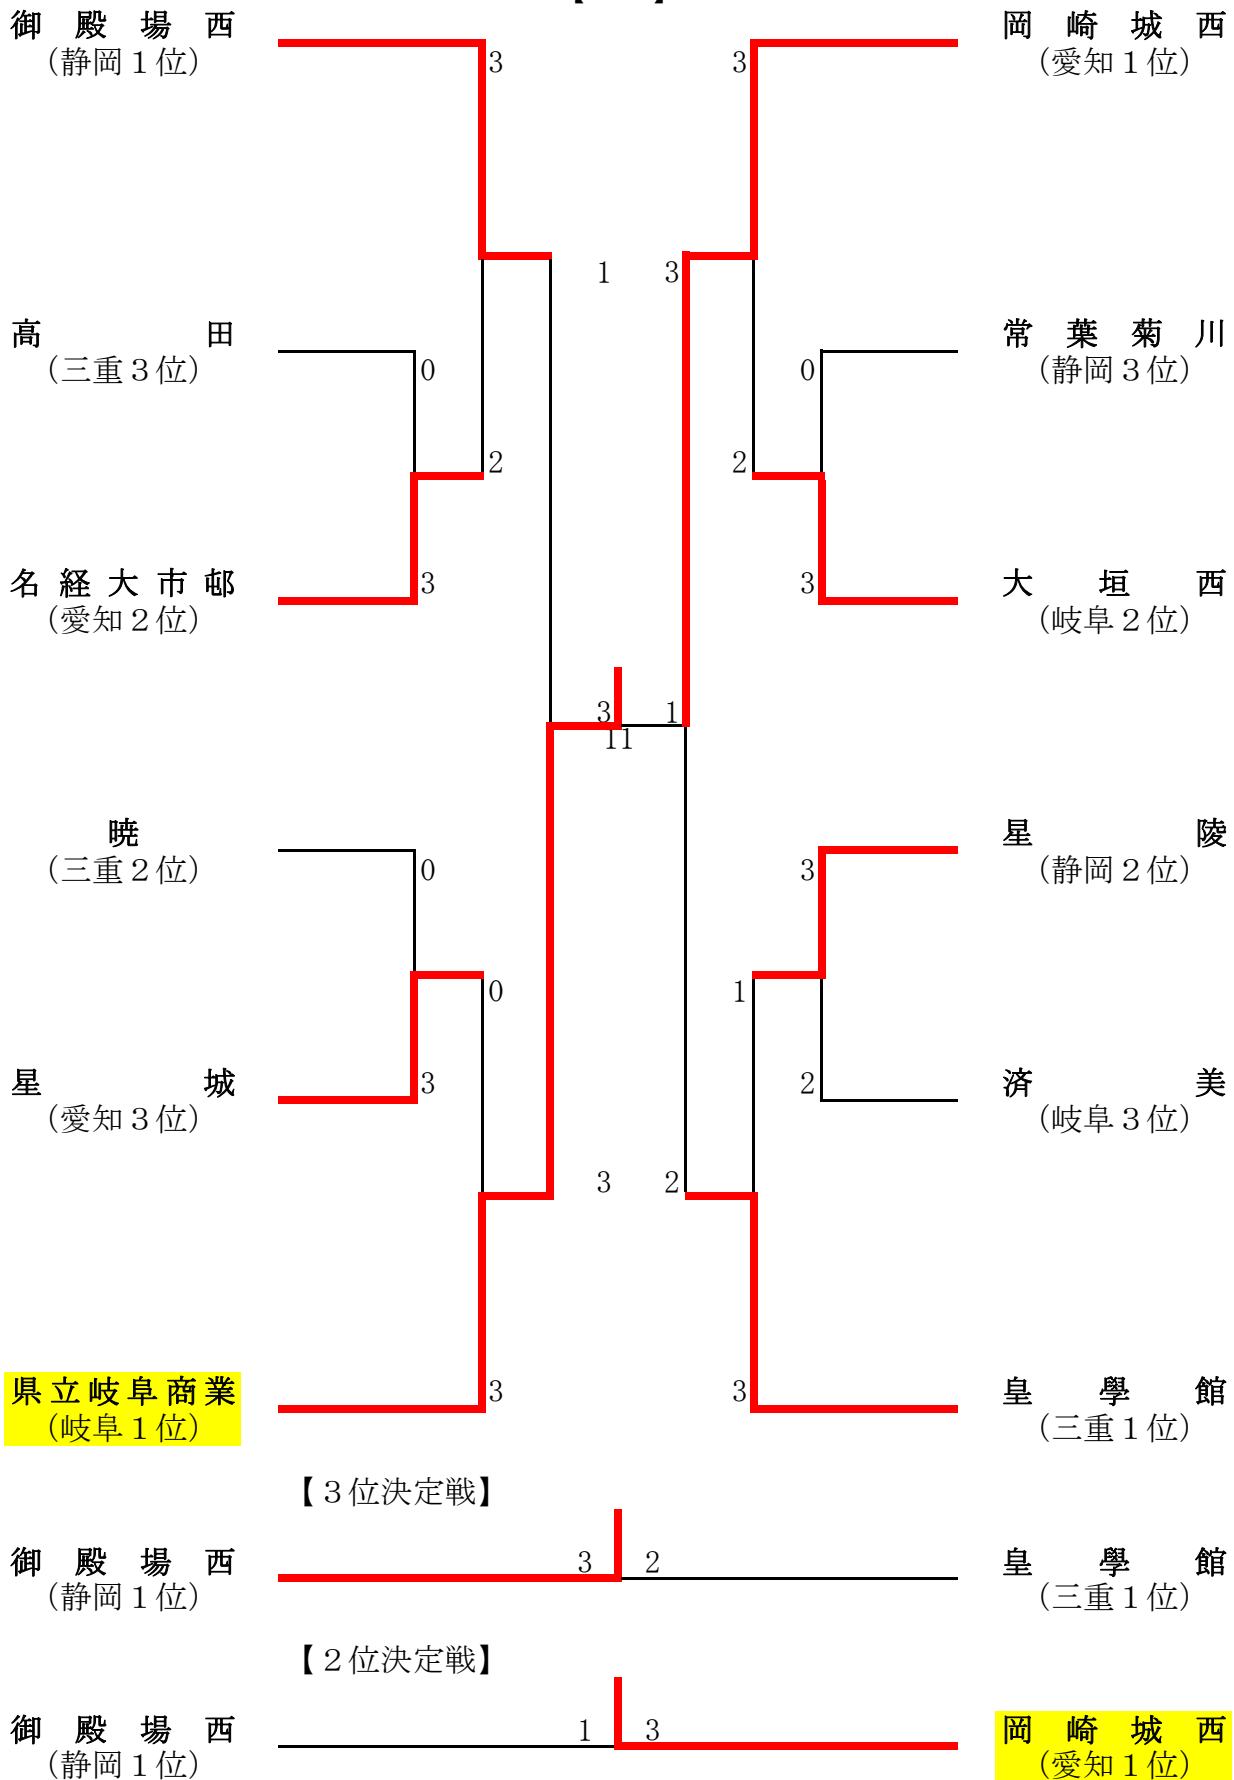 御殿場西
(静岡１位)
3
3
岡崎城西
(愛知１位)
1
3
高田
(三重３位)
0
0
常葉菊川
(静岡３位)
2
2
名経大市邨
(愛知２位)
3
3
大垣西
(岐阜２位)
3
1
11
暁
(三重２位)
0
3
星陵
(静岡２位)
0
1
星城
(愛知３位)
3
2
済美
(岐阜３位)
3
2
県立岐阜商業
(岐阜１位)
3
3
皇學館
(三重１位)
【３位決定戦】
御殿場西
(静岡１位)
3
2
皇學館
(三重１位)
【２位決定戦】
御殿場西
(静岡１位)
1
3
岡崎城西
(愛知１位)